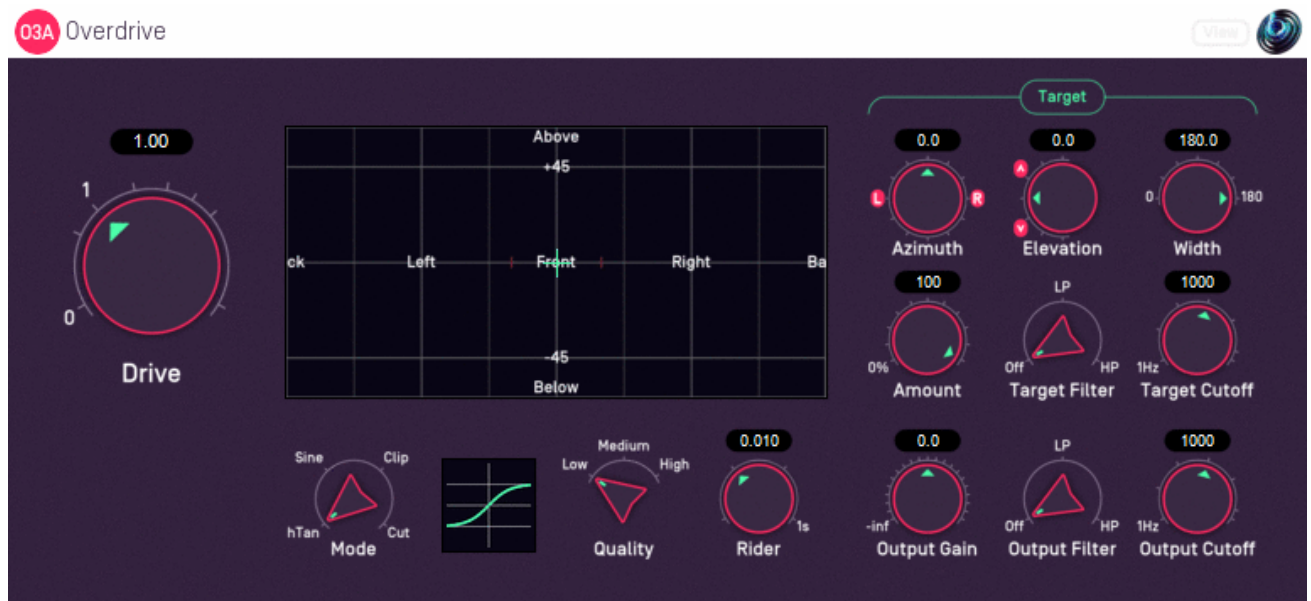 O3A Overdrive
View
Target
1.00
0.0
0.0
180.0
Above
+45
1
L
R
0
180
Azimuth
Elevation
Width
ck
Left
Front
Right
Ba
0
100
LP
1000
-45
Below
Drive
0%
Off
HP
1Hz
Amount
Target Filter
Target Cutoff
Sine
Clip
Low
Medium
High
0.010
0.0
LP
1000
hTan
Cut
1s
-inf
Off
HP
1Hz
Mode
Quality
Rider
Output Gain
Output Filter
Output Cutoff